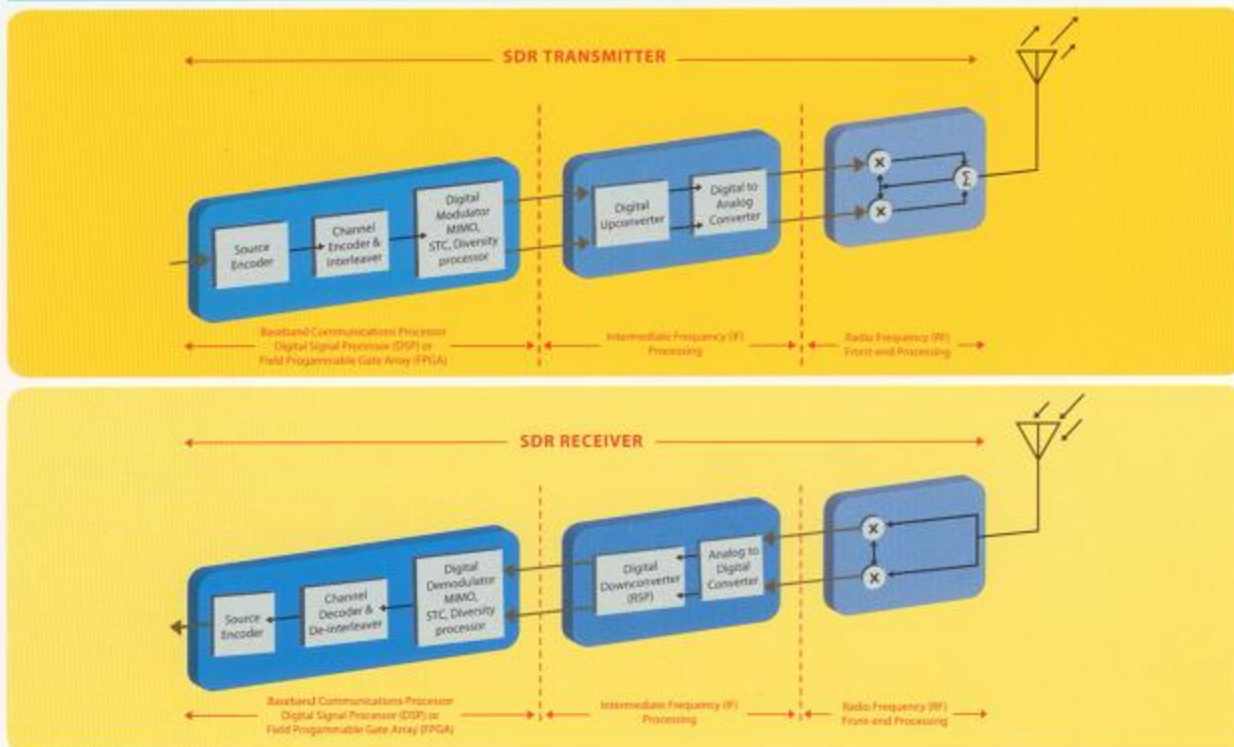 SDR TRANSMITTER
Source
Encoder
Channel
Encoder &
Interleaver
Digital
Modulator
MIMO,
STC, Diversity
processor
Digital
Upconverter
Digital to
Analog
Converter
X
X
Σ
Baseband Communications Processor
Digital Signal Processor (DSP) or
Field Progammable Gate Array (FPGA)
Intermediate Frequency (IF)
Processing
Radio Frequency (RF)
Front-end Processing
SDR RECEIVER
Source
Encoder
Channel
Decoder &
De-interleaver
Digital
Demodulator
MIMO,
STC, Diversity
processor
Digital
Downconverter
(RSP)
Analog to
Digital
Converter
X
X
Baseband Communications Processor
Digital Signal Processor (DSP) or
Field Progammable Gate Array (FPGA)
Intermediate Frequency (IF)
Processing
Radio Frequency (RF)
Front-end Processing